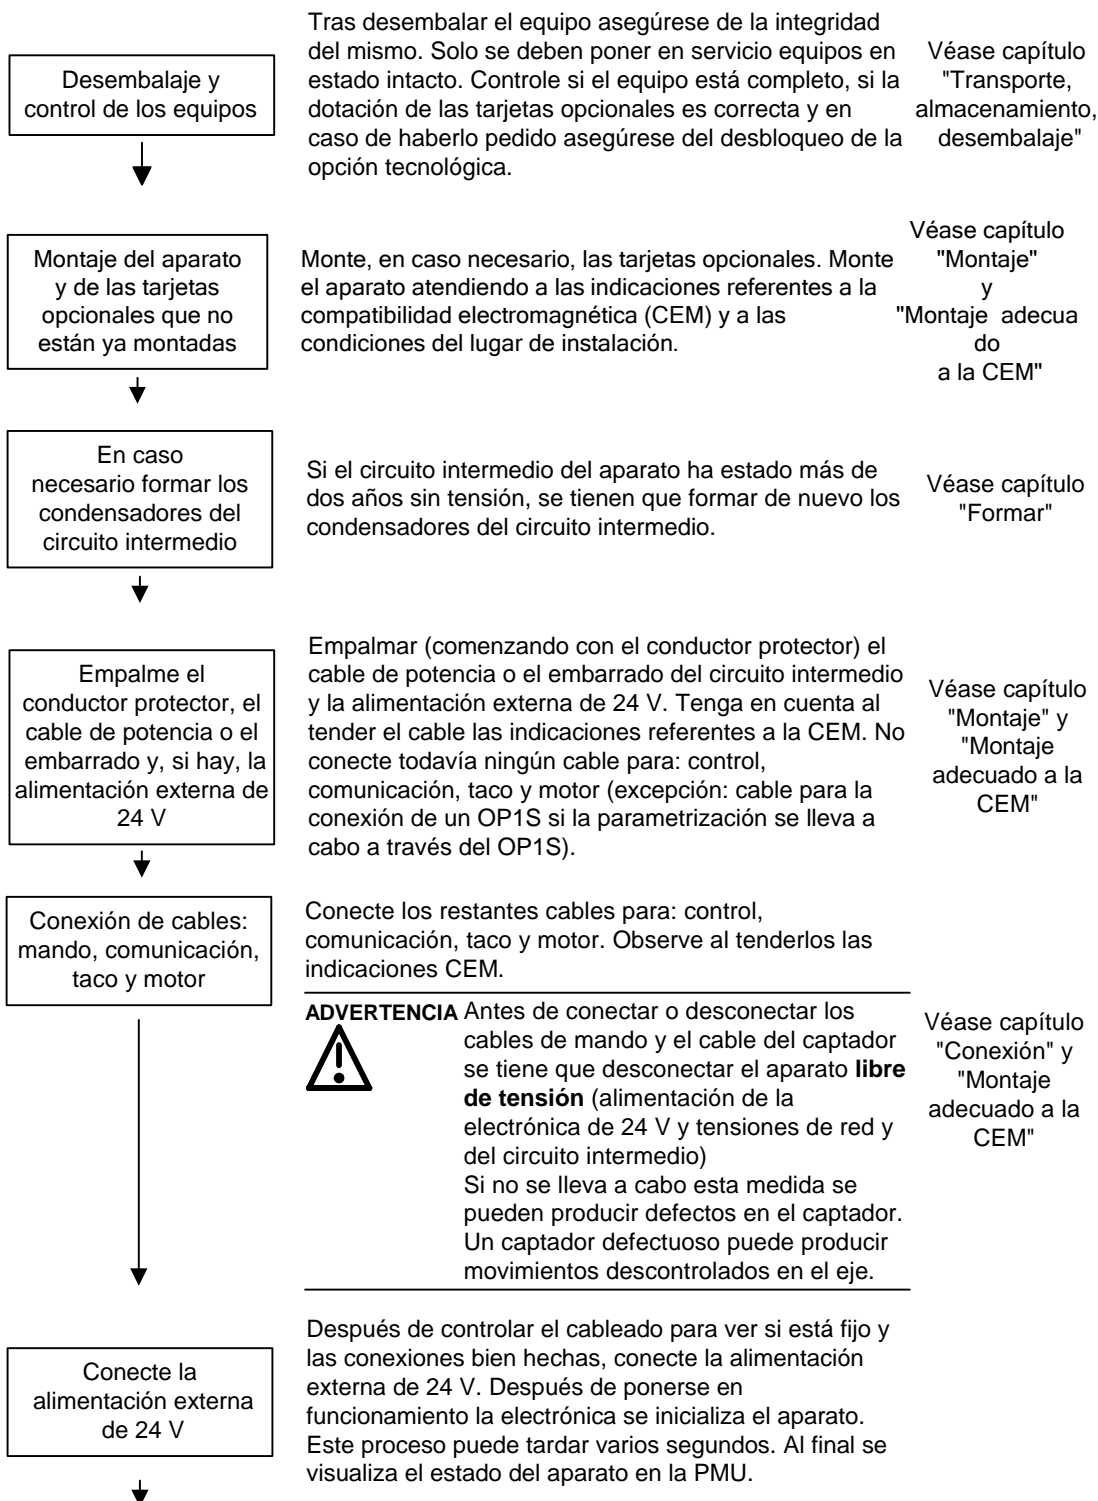 Desembalaje y
control de los equipos
Tras desembalar el equipo asegúrese de la integridad
del mismo. Solo se deben poner en servicio equipos en
estado intacto. Controle si el equipo está completo, si la
dotación de las tarjetas opcionales es correcta y en
caso de haberlo pedido asegúrese del desbloqueo de la
opción tecnológica.
Véase capítulo
"Transporte,
almacenamiento,
desembalaje"
Montaje del aparato
y de las tarjetas
opcionales que no
están ya montadas
Monte, en caso necesario, las tarjetas opcionales. Monte
el aparato atendiendo a las indicaciones referentes a la
compatibilidad electromagnética (CEM) y a las
condiciones del lugar de instalación.
Véase capítulo
"Montaje"
y
"Montaje adecua
do
a la CEM"
En caso
necesario formar los
condensadores del
circuito intermedio
Si el circuito intermedio del aparato ha estado más de
dos años sin tensión, se tienen que formar de nuevo los
condensadores del circuito intermedio.
Véase capítulo
"Formar"
Empalme el
conductor protector, el
cable de potencia o el
embarrado y, si hay, la
alimentación externa de
24 V
Empalmar (comenzando con el conductor protector) el
cable de potencia o el embarrado del circuito intermedio
y la alimentación externa de 24 V. Tenga en cuenta al
tender el cable las indicaciones referentes a la CEM. No
conecte todavía ningún cable para: control,
comunicación, taco y motor (excepción: cable para la
conexión de un OP1S si la parametrización se lleva a
cabo a través del OP1S).
Véase capítulo
"Montaje" y
"Montaje
adecuado a la
CEM"
Conexión de cables:
mando, comunicación,
taco y motor
Conecte los restantes cables para: control,
comunicación, taco y motor. Observe al tenderlos las
indicaciones CEM.
ADVERTENCIA
Antes de conectar o desconectar los
cables de mando y el cable del captador
se tiene que desconectar el aparato libre
de tensión (alimentación de la
electrónica de 24 V y tensiones de red y
del circuito intermedio)
Si no se lleva a cabo esta medida se
pueden producir defectos en el captador.
Un captador defectuoso puede producir
movimientos descontrolados en el eje.
Véase capítulo
"Conexión" y
"Montaje
adecuado a la
CEM"
Conecte la
alimentación externa
de 24 V
Después de controlar el cableado para ver si está fijo y
las conexiones bien hechas, conecte la alimentación
externa de 24 V. Después de ponerse en
funcionamiento la electrónica se inicializa el aparato.
Este proceso puede tardar varios segundos. Al final se
visualiza el estado del aparato en la PMU.